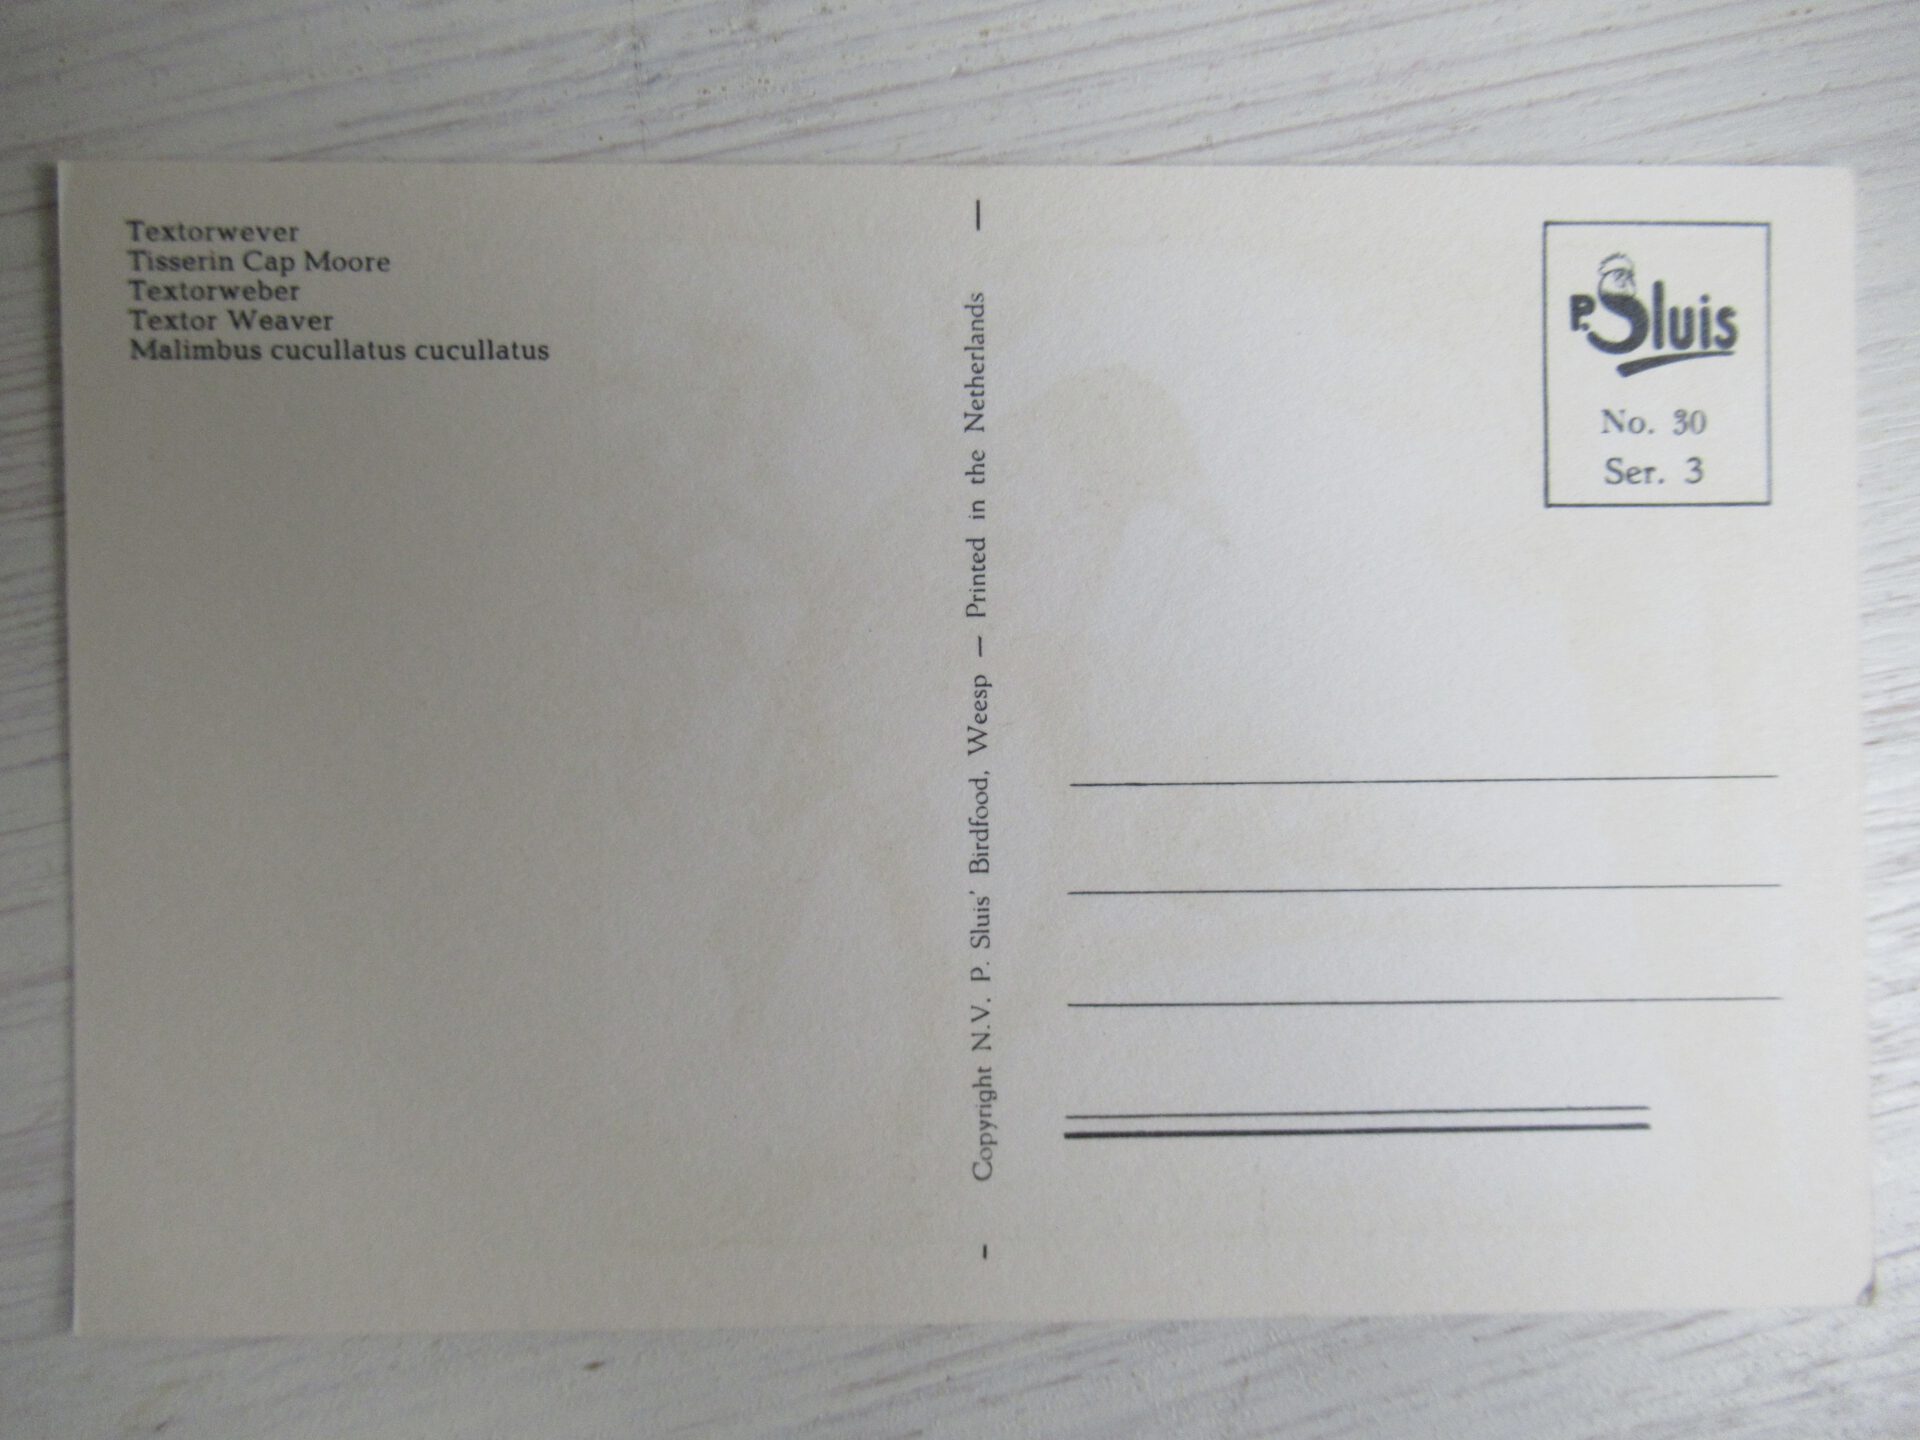 Textorwever
Tisserin Cap Moore
Textorweber
Textor Weaver
Malimbus cucullatus cucullatus
Copyright N.V. P. Sluis' Birdfood, Weesp — Printed in the Netherlands
P. Sluis
No. 30
Ser. 3